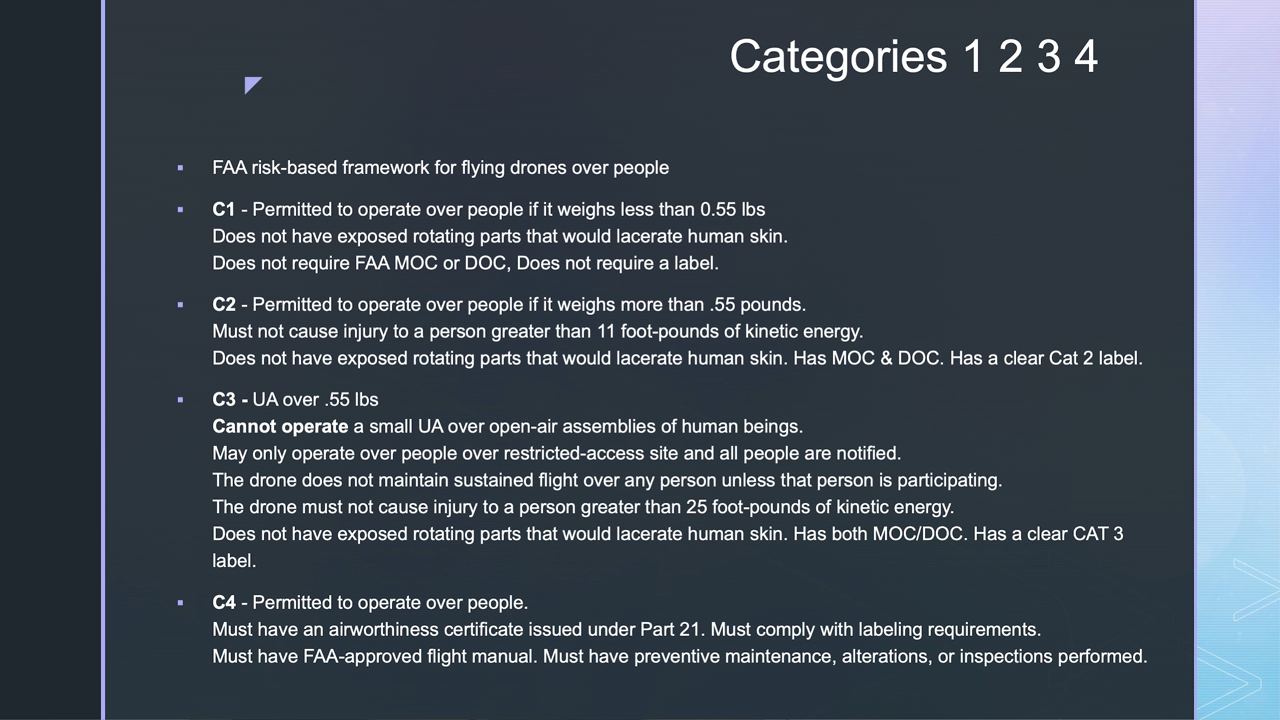 Categories 1 2 3 4
FAA risk-based framework for flying drones over people
C1 - Permitted to operate over people if it weighs less than 0.55 lbs
Does not have exposed rotating parts that would lacerate human skin.
Does not require FAA MOC or DOC, Does not require a label.
C2 - Permitted to operate over people if it weighs more than .55 pounds.
Must not cause injury to a person greater than 11 foot-pounds of kinetic energy.
Does not have exposed rotating parts that would lacerate human skin. Has MOC & DOC. Has a clear Cat 2 label.
C3 - UA over .55 lbs
Cannot operate a small UA over open-air assemblies of human beings.
May only operate over people over restricted-access site and all people are notified.
The drone does not maintain sustained flight over any person unless that person is participating.
The drone must not cause injury to a person greater than 25 foot-pounds of kinetic energy.
Does not have exposed rotating parts that would lacerate human skin. Has both MOC/DOC. Has a clear CAT 3
label.
C4 - Permitted to operate over people.
Must have an airworthiness certificate issued under Part 21. Must comply with labeling requirements.
Must have FAA-approved flight manual. Must have preventive maintenance, alterations, or inspections performed.